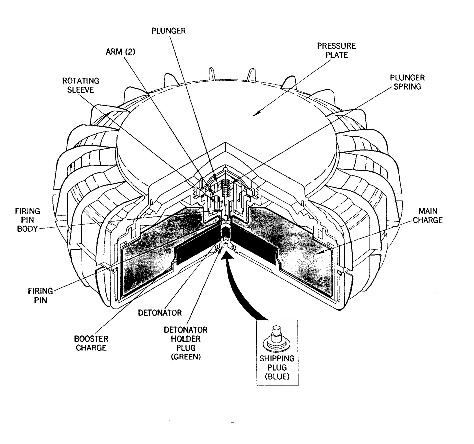 PLUNGER
ARM (2)
PRESSURE
PLATE
ROTATING
SLEEVE
PLUNGER
SPRING
FIRING
PIN
BODY
MAIN
CHARGE
FIRING
PIN
DETONATOR
BOOSTER
CHARGE
DETONATOR
HOLDER
PLUG
(GREEN)
SHIPPING
PLUG
(BLUE)